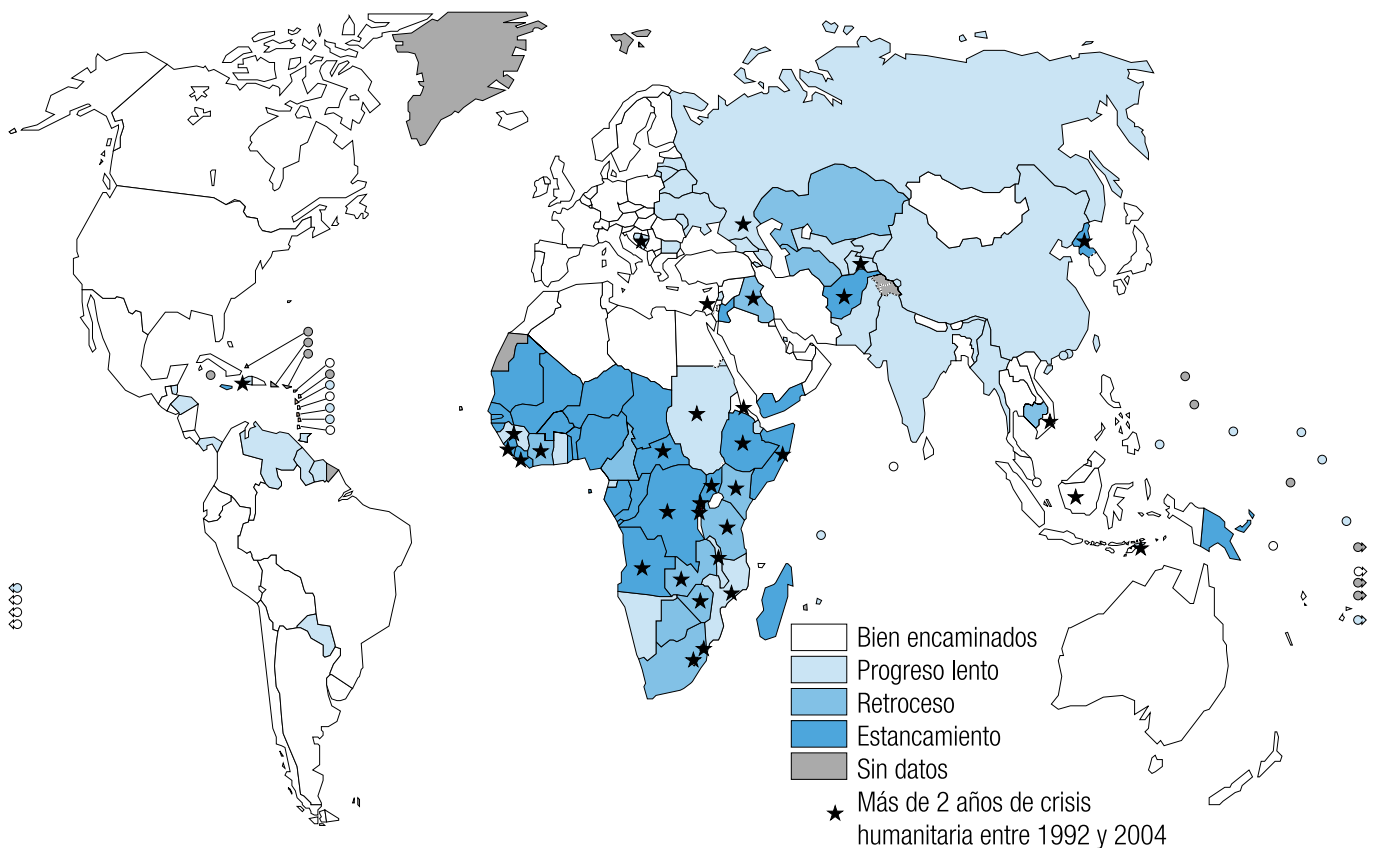 Bien encaminados
Progreso lento
Retroceso
Estancamiento
Sin datos
Más de 2 años de crisis
humanitaria entre 1992 y 2004